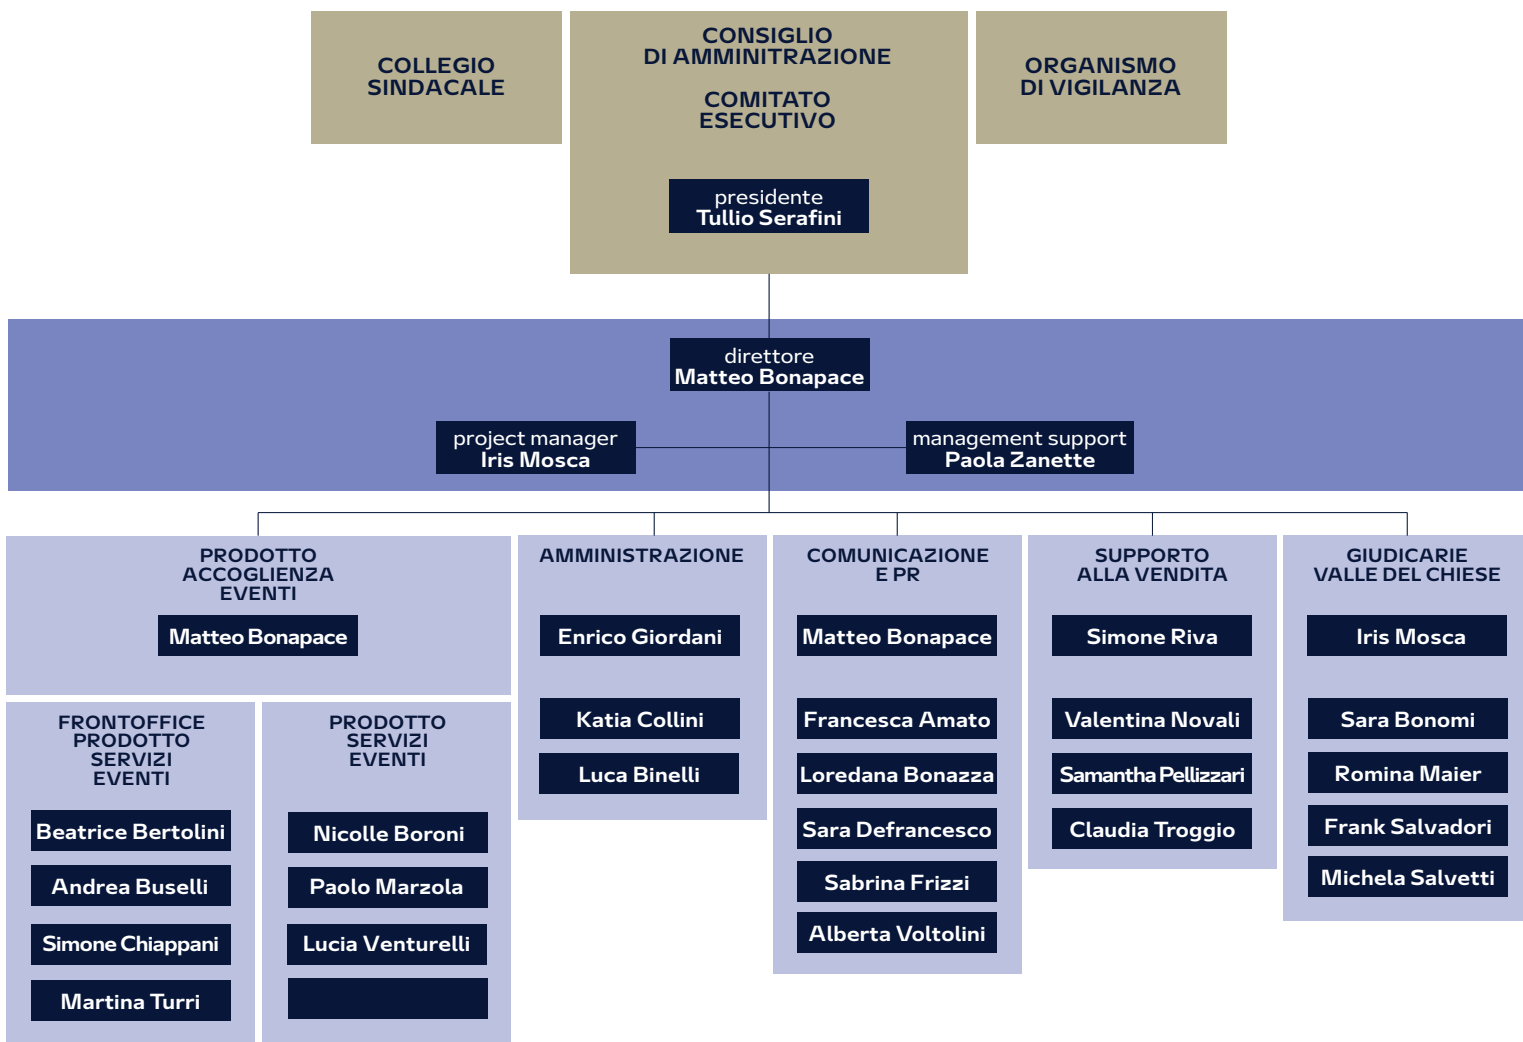 COLLEGIO
SINDACALE
CONSIGLIO
DI AMMINITRAZIONE
COMITATO
ESECUTIVO
ORGANISMO
DI VIGILANZA
presidente
Tullio Serafini
direttore
Matteo Bonapace
project manager
Iris Mosca
management support
Paola Zanette
PRODOTTO
ACCOGLIENZA
EVENTI
Matteo Bonapace
FRONTOFFICE
PRODOTTO
SERVIZI
EVENTI
Beatrice Bertolini
Andrea Buselli
Simone Chiappani
Martina Turri
PRODOTTO
SERVIZI
EVENTI
Nicolle Boroni
Paolo Marzola
Lucia Venturelli
AMMINISTRAZIONE
Enrico Giordani
Katia Collini
Luca Binelli
COMUNICAZIONE
E PR
Matteo Bonapace
Francesca Amato
Loredana Bonazza
Sara Defrancesco
Sabrina Frizzi
Alberta Voltolini
SUPPORTO
ALLA VENDITA
Simone Riva
Valentina Novali
Samantha Pellizzari
Claudia Troggio
GIUDICARIE
VALLE DEL CHIESE
Iris Mosca
Sara Bonomi
Romina Maier
Frank Salvadori
Michela Salvetti